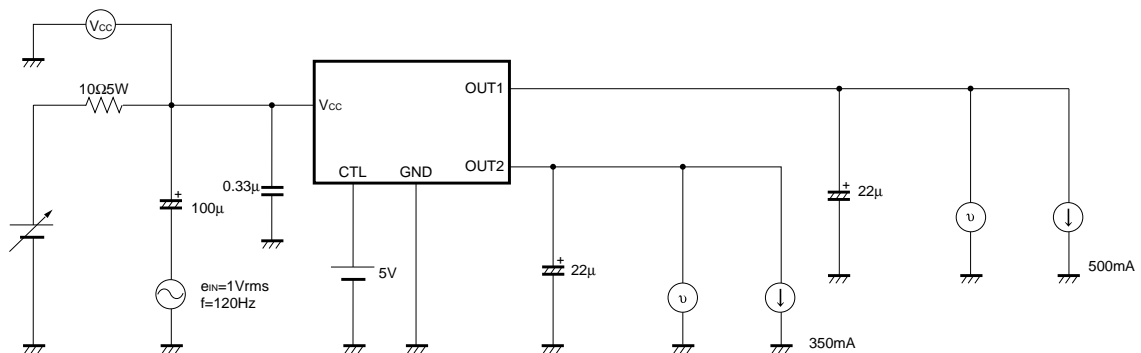 Vcc
10Ω5W
Vcc
OUT1
OUT2
CTL
GND
0.33μ
+
100μ
eIN=1Vrms
f=120Hz
5V
+
22μ
υ
↓
350mA
+
22μ
υ
↓
500mA